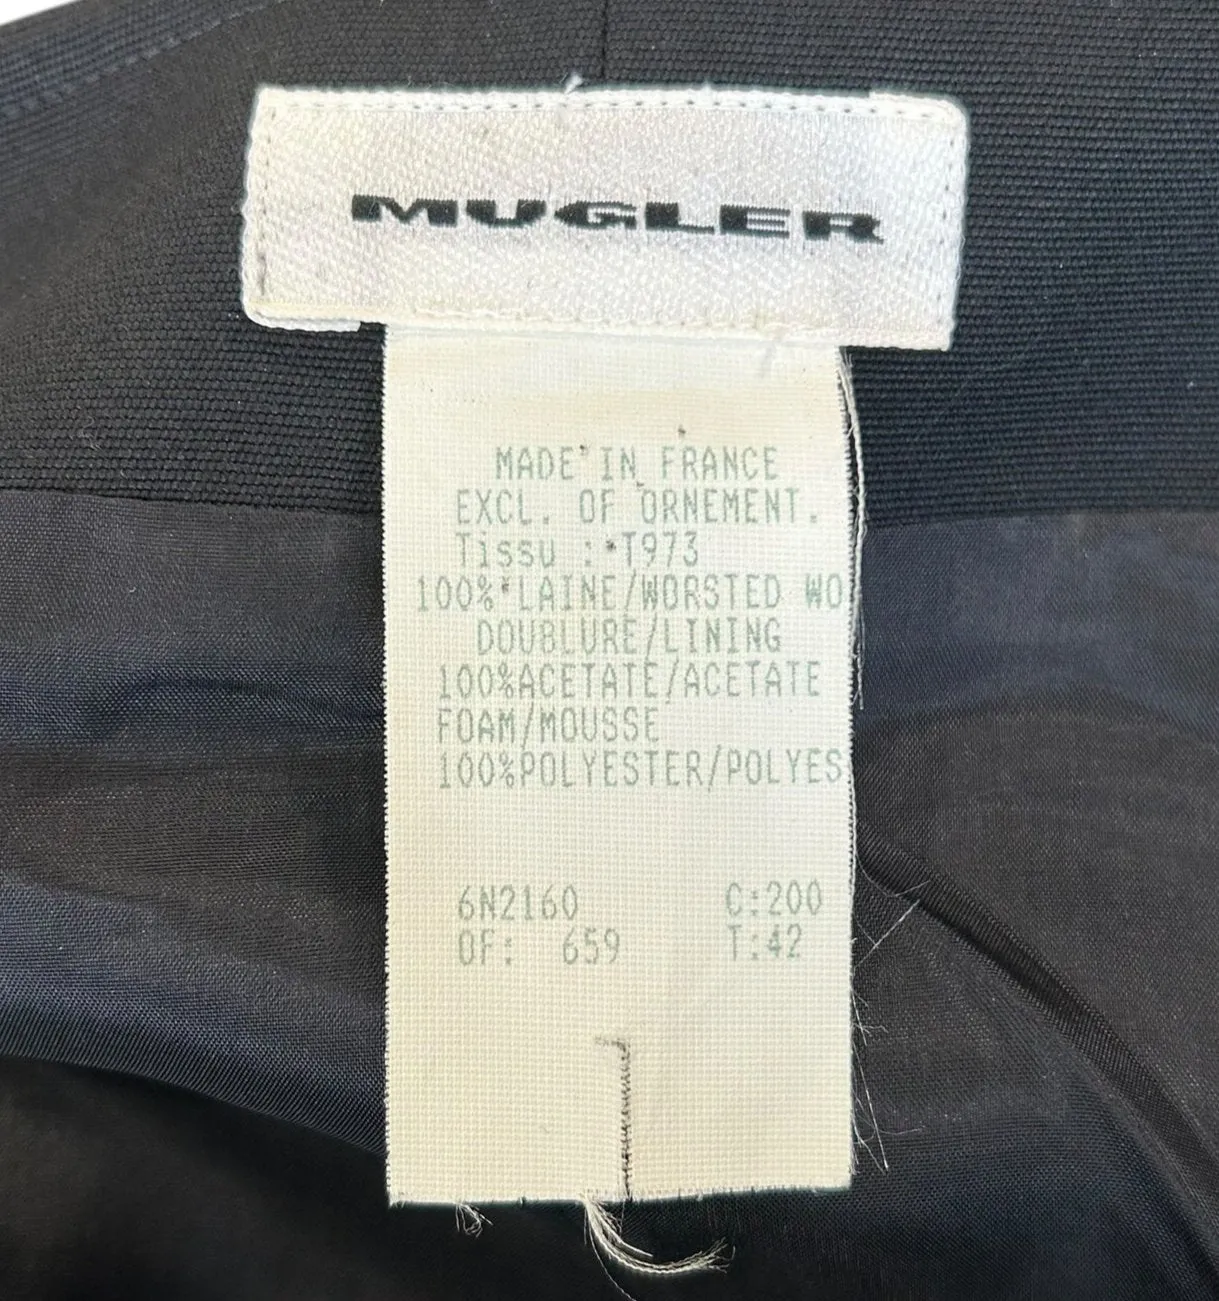 MUGLER
MADE IN FRANCE
EXCL. OF ORNEMENT.
Tissu : T973
100% LAINE/WORSTED WO
DOUBLURE/LINING
100%ACETATE/ACETATE
FOAM/MOUSSE
100%POLYESTER/POLYES
6N2160 C:200
OF: 659 T:42